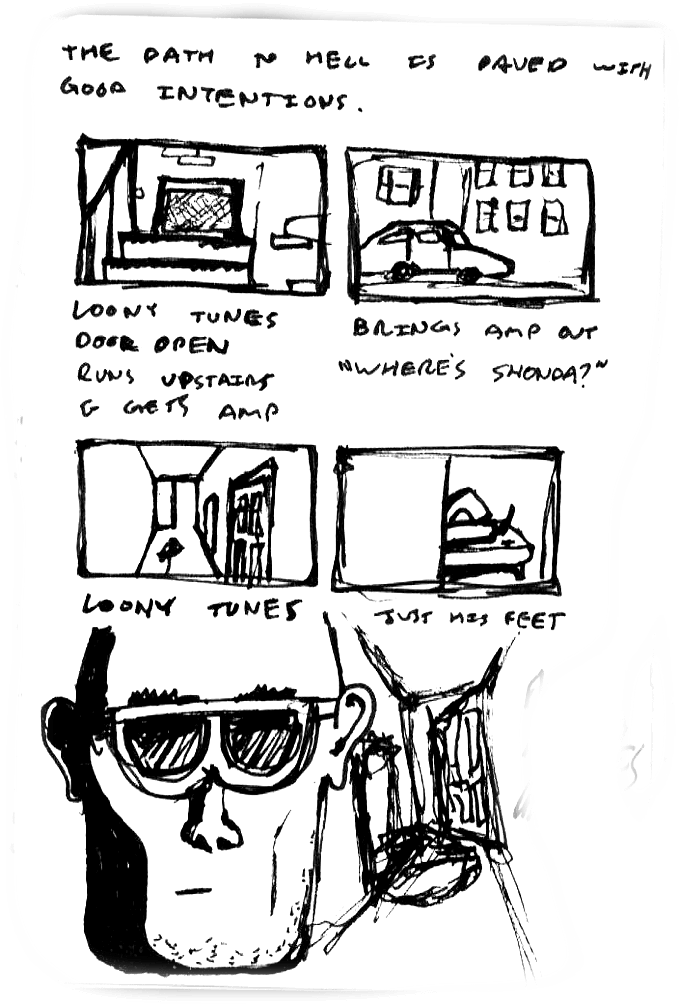 THE PATH TO HELL IS PAVED WITH
GOOD INTENTIONS.
LOONY TUNES
DOOR OPEN
RUNS UPSTAIRS
& GETS AMP
BRINGS AMP OUT
"WHERE'S SHONDA?"
LOONY TUNES
JUST HIS FEET